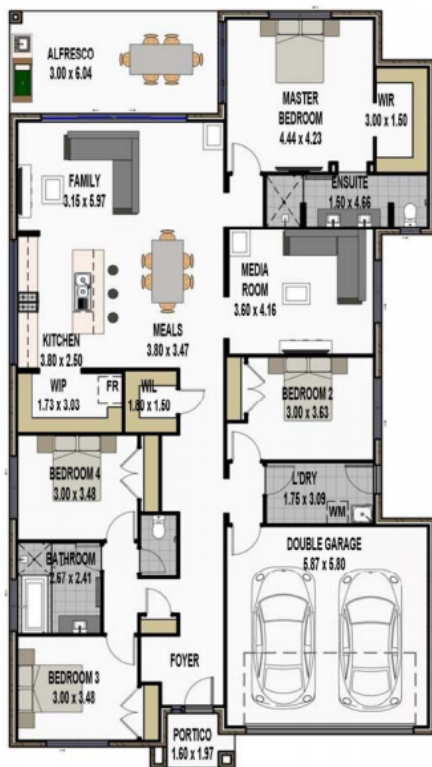 ALFRESCO
3.00 x 6.04
MASTER
BEDROOM
4.44 x 4.23
WIR
3.00 x 1.50
FAMILY
3.15 x 5.97
ENSUITE
1.50 x 4.66
MEDIA
ROOM
3.60 x 4.16
MEALS
3.80 x 3.47
KITCHEN
3.80 x 2.50
WIP
1.73 x 3.03
FR
WIL
1.80 x 1.50
BEDROOM 2
3.00 x 3.63
BEDROOM 4
3.00 x 3.48
L'DRY
1.75 x 3.09
WM
BATHROOM
2.67 x 2.41
DOUBLE GARAGE
5.87 x 5.80
FOYER
BEDROOM 3
3.00 x 3.48
PORTICO
1.60 x 1.97